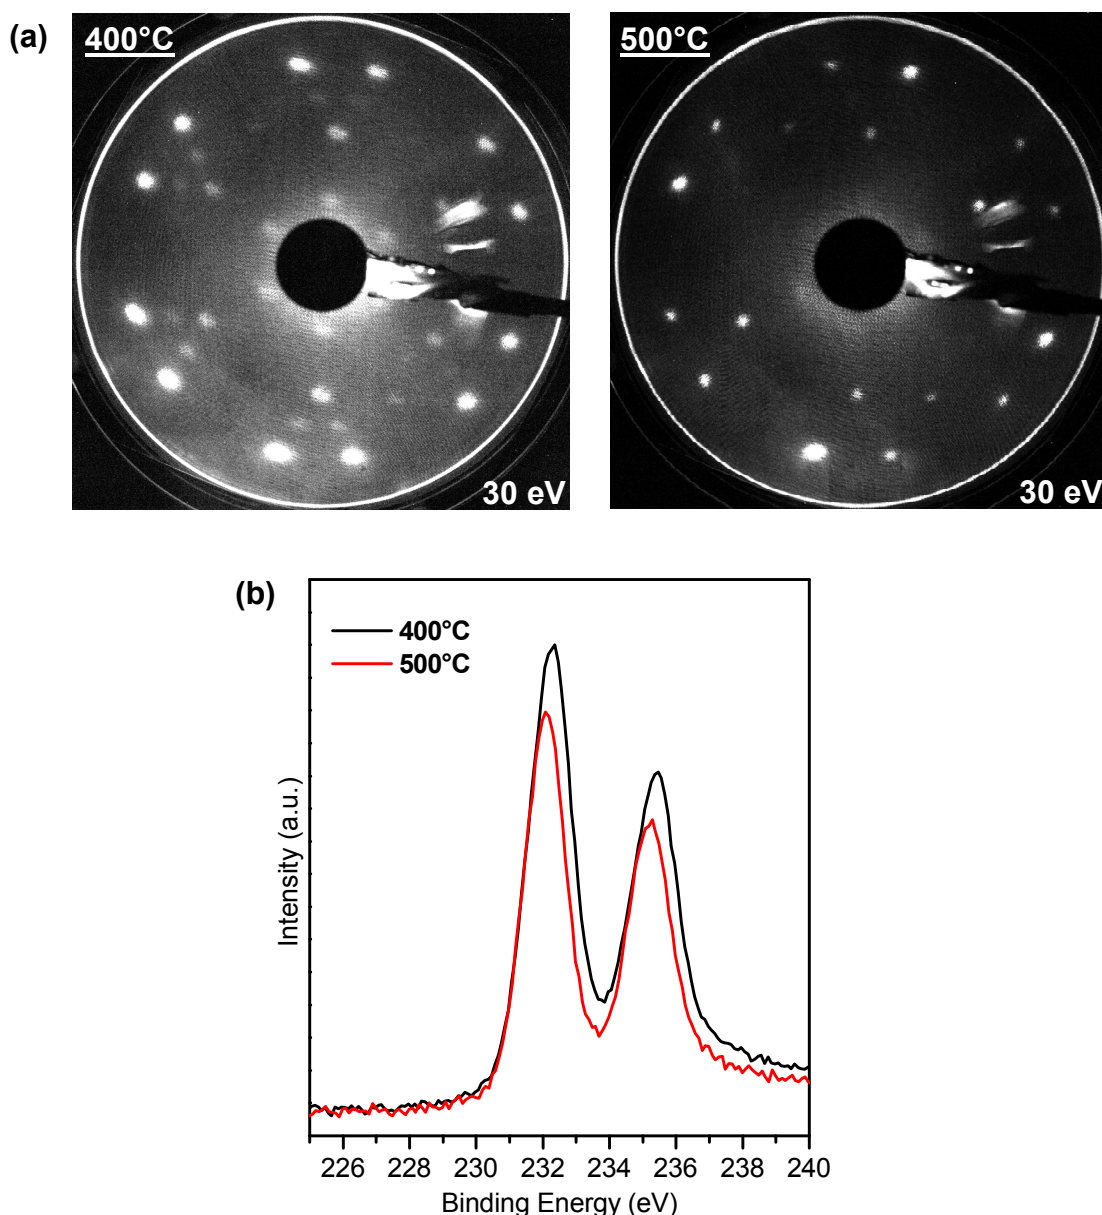 (a)
400°C
500°C
30 eV
30 eV
(b)
400°C
500°C
Intensity (a.u.)
226 228 230 232 234 236 238 240
Binding Energy (eV)